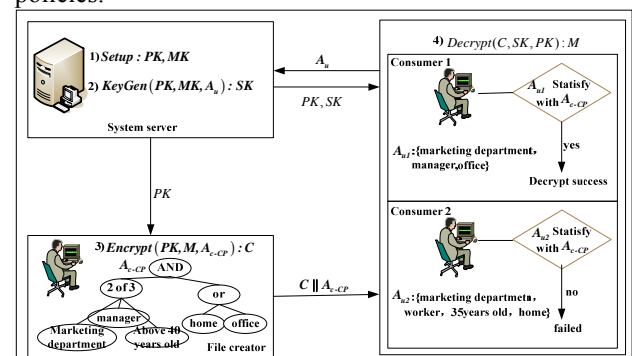 policies.
1) Setup : PK, MK
2) KeyGen(PK, MK, A_u) : SK
System server
A_u
PK, SK
4) Decrypt(C, SK, PK) : M
Consumer 1
A_u1 Statisfy
with A_c-CP
A_u1:{marketing department,
manager,office}
yes
Decrypt success
PK
3) Encrypt(PK, M, A_c-CP) : C
A_c-CP
AND
2 of 3
or
manager
Marketing
department
Above 40
years old
home
office
File creator
C || A_c-CP
Consumer 2
A_u2 Statisfy
with A_c-CP
A_u2:{marketing department,
worker, 35years old, home}
no
failed